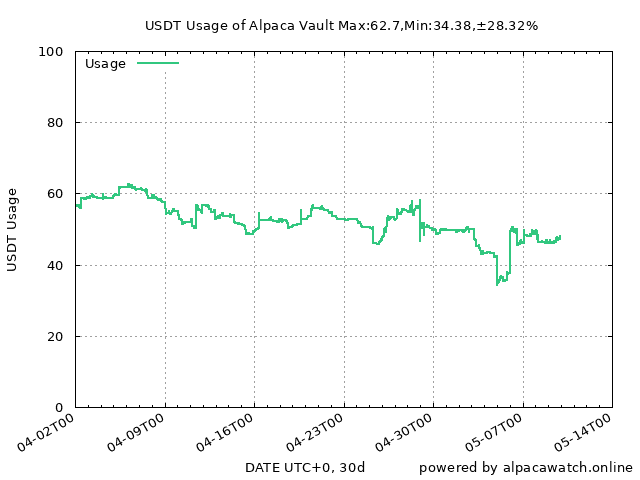 USDT Usage of Alpaca Vault Max:62.7,Min:34.38,±28.32%
Usage
100
80
60
40
20
0
USDT Usage
04-02T00
04-09T00
04-16T00
04-23T00
04-30T00
05-07T00
05-14T00
DATE UTC+0, 30d
powered by alpacawatch.online